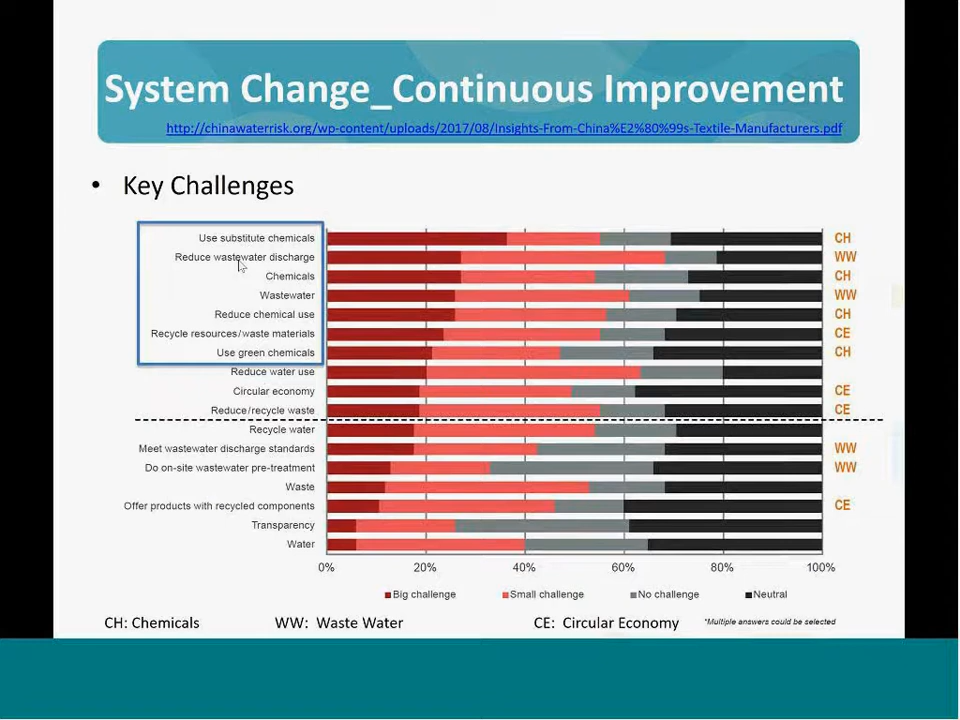 System Change_Continuous Improvement
http://chinawaterrisk.org/wp-content/uploads/2017/08/Insights-From-China%E2%80%99s-Textile-Manufacturers.pdf
• Key Challenges
Use substitute chemicals CH
Reduce wastewater discharge WW
Chemicals CH
Wastewater WW
Reduce chemical use CH
Recycle resources/waste materials CE
Use green chemicals CH
Reduce water use
Circular economy CE
Reduce/recycle waste CE
Recycle water
Meet wastewater discharge standards WW
Do on-site wastewater pre-treatment WW
Waste
Offer products with recycled components CE
Transparency
Water
0% 20% 40% 60% 80% 100%
Big challenge Small challenge No challenge Neutral
CH: Chemicals WW: Waste Water CE: Circular Economy *Multiple answers could be selected